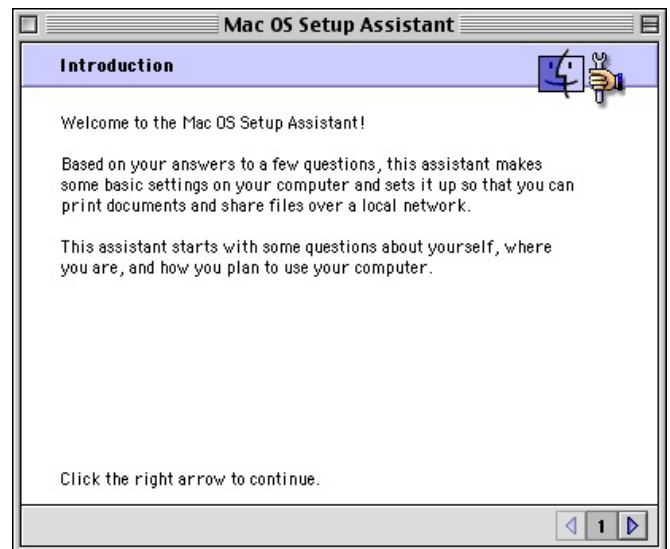 Mac OS Setup Assistant
Introduction
Welcome to the Mac OS Setup Assistant!
Based on your answers to a few questions, this assistant makes
some basic settings on your computer and sets it up so that you can
print documents and share files over a local network.
This assistant starts with some questions about yourself, where
you are, and how you plan to use your computer.
Click the right arrow to continue.
1